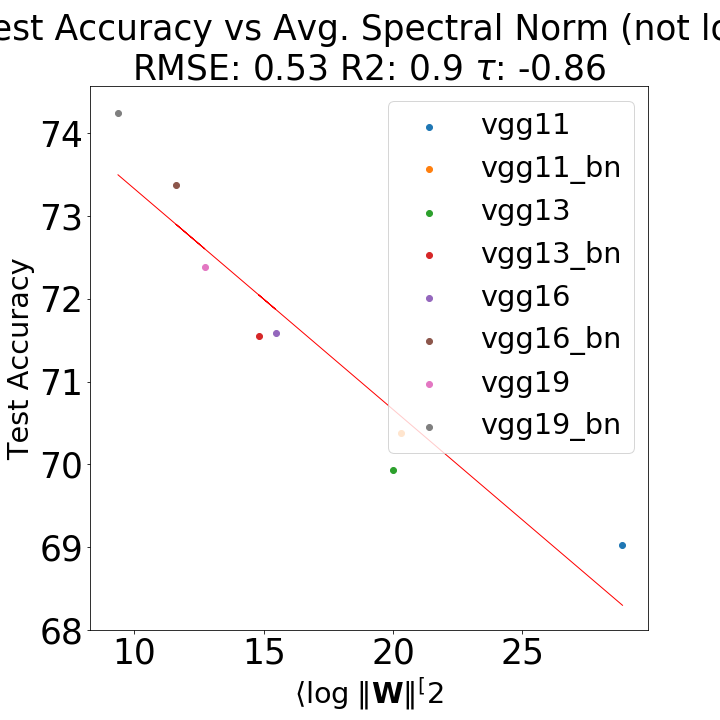 est Accuracy vs Avg. Spectral Norm (not lo
RMSE: 0.53 R2: 0.9 τ: -0.86
74
73
72
71
70
69
68
Test Accuracy
vgg11
vgg11_bn
vgg13
vgg13_bn
vgg16
vgg16_bn
vgg19
vgg19_bn
10 15 20 25
⟨log ‖W‖[2